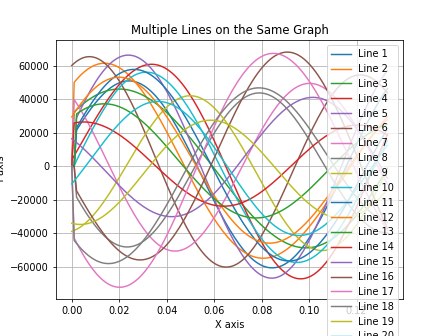 Multiple Lines on the Same Graph
60000
40000
20000
0
−20000
−40000
−60000
0.00
0.02
0.04
0.06
0.08
0.10
X axis
Line 1
Line 2
Line 3
Line 4
Line 5
Line 6
Line 7
Line 8
Line 9
Line 10
Line 11
Line 12
Line 13
Line 14
Line 15
Line 16
Line 17
Line 18
Line 19
Line 20